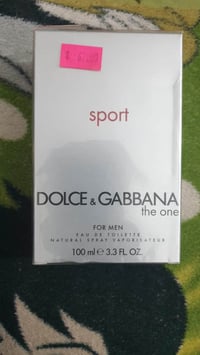 sport
DOLCE & GABBANA
the one
FOR MEN
EAU DE TOILETTE
NATURAL SPRAY VAPORISATEUR
100 ml ℮ 3.3 FL. OZ.